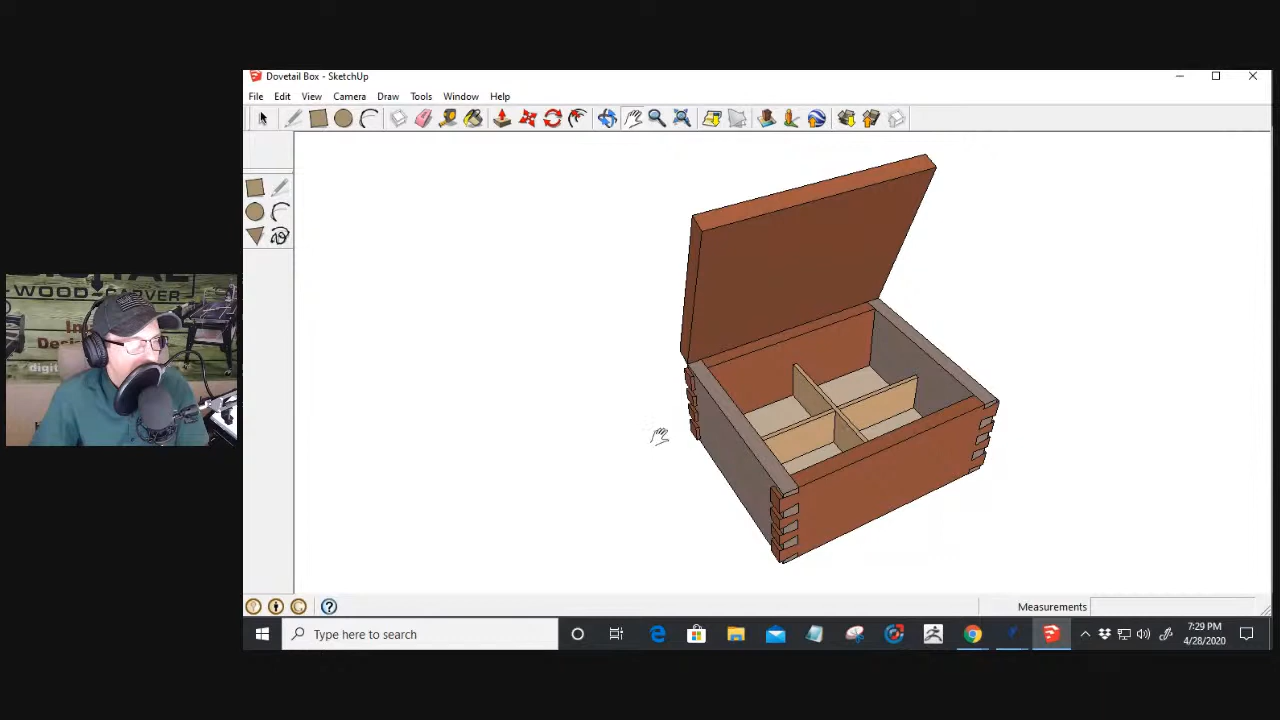 Dovetail Box - SketchUp
File Edit View Camera Draw Tools Window Help
WOOD CARVER
Measurements
Type here to search
7:29 PM
4/28/2020